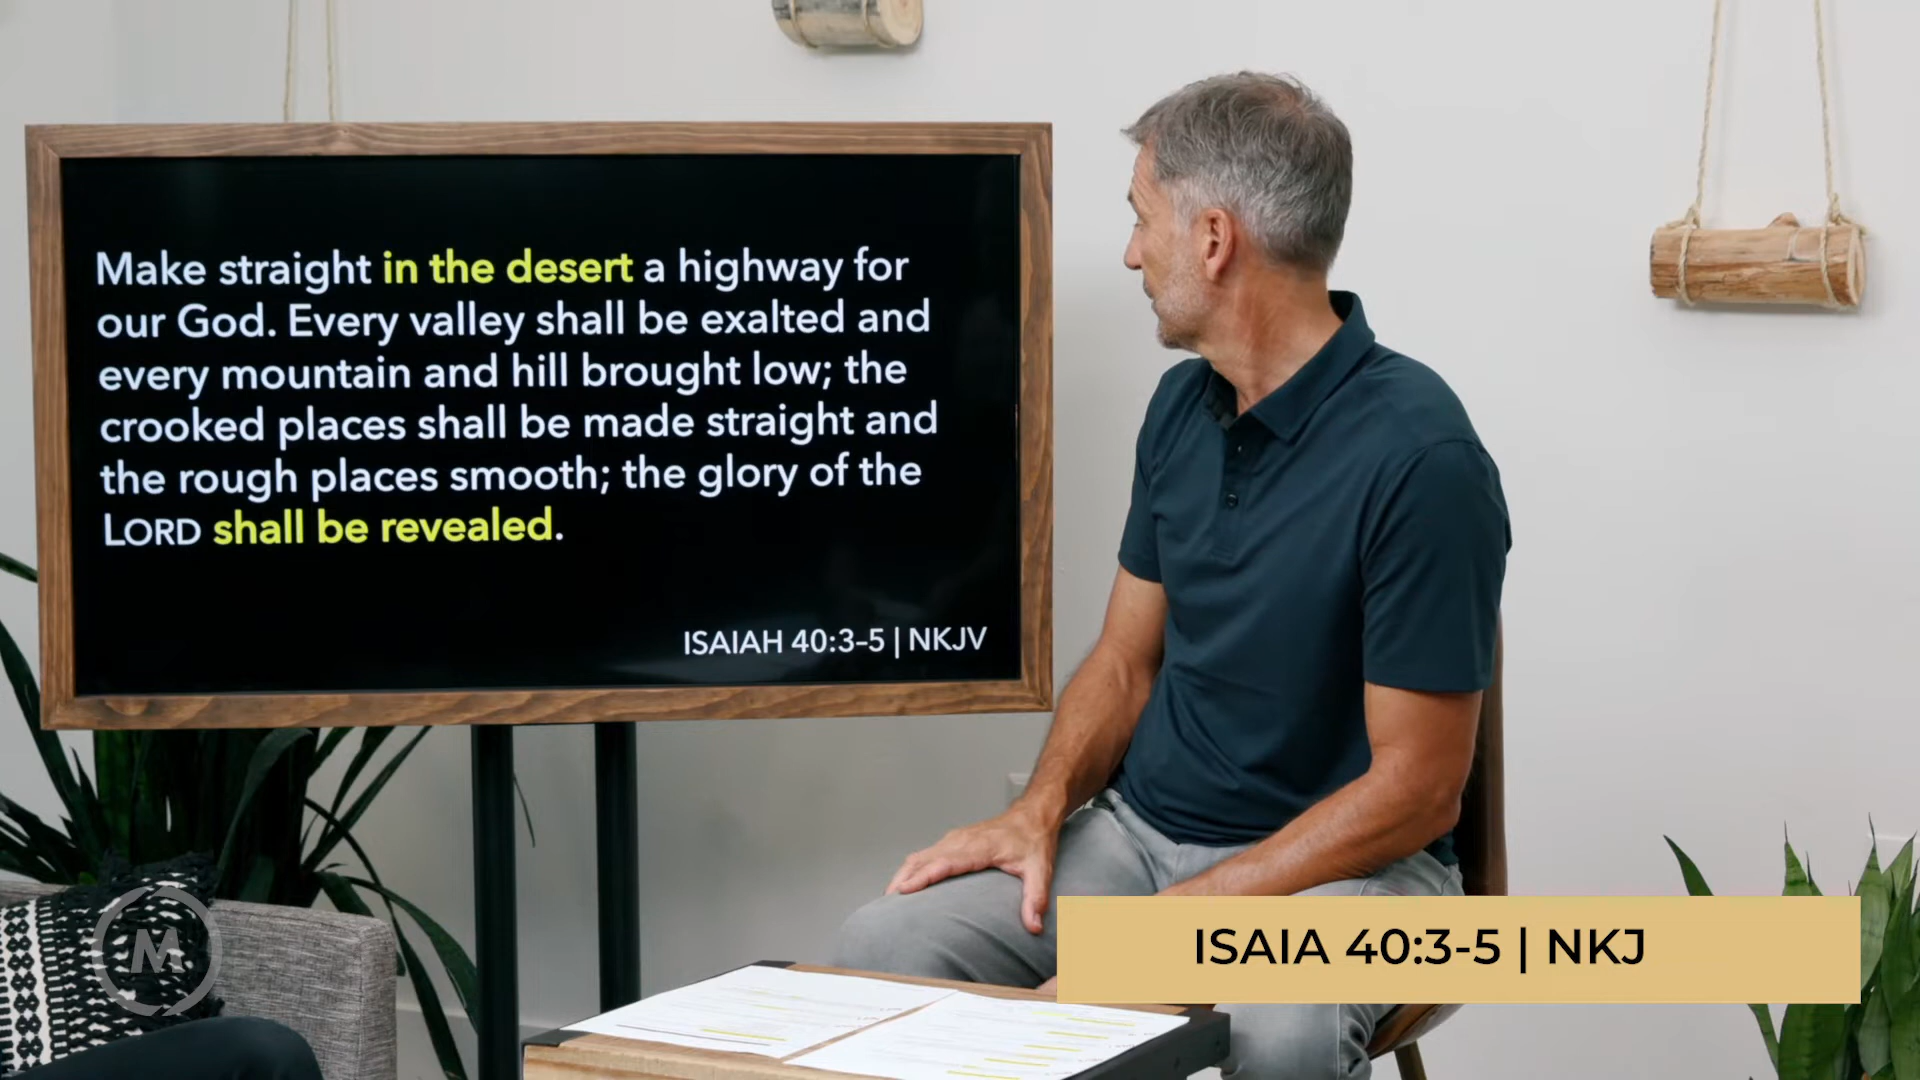 Make straight in the desert a highway for
our God. Every valley shall be exalted and
every mountain and hill brought low; the
crooked places shall be made straight and
the rough places smooth; the glory of the
LORD shall be revealed.
ISAIAH 40:3-5 | NKJV
M
ISAIA 40:3-5 | NKJ